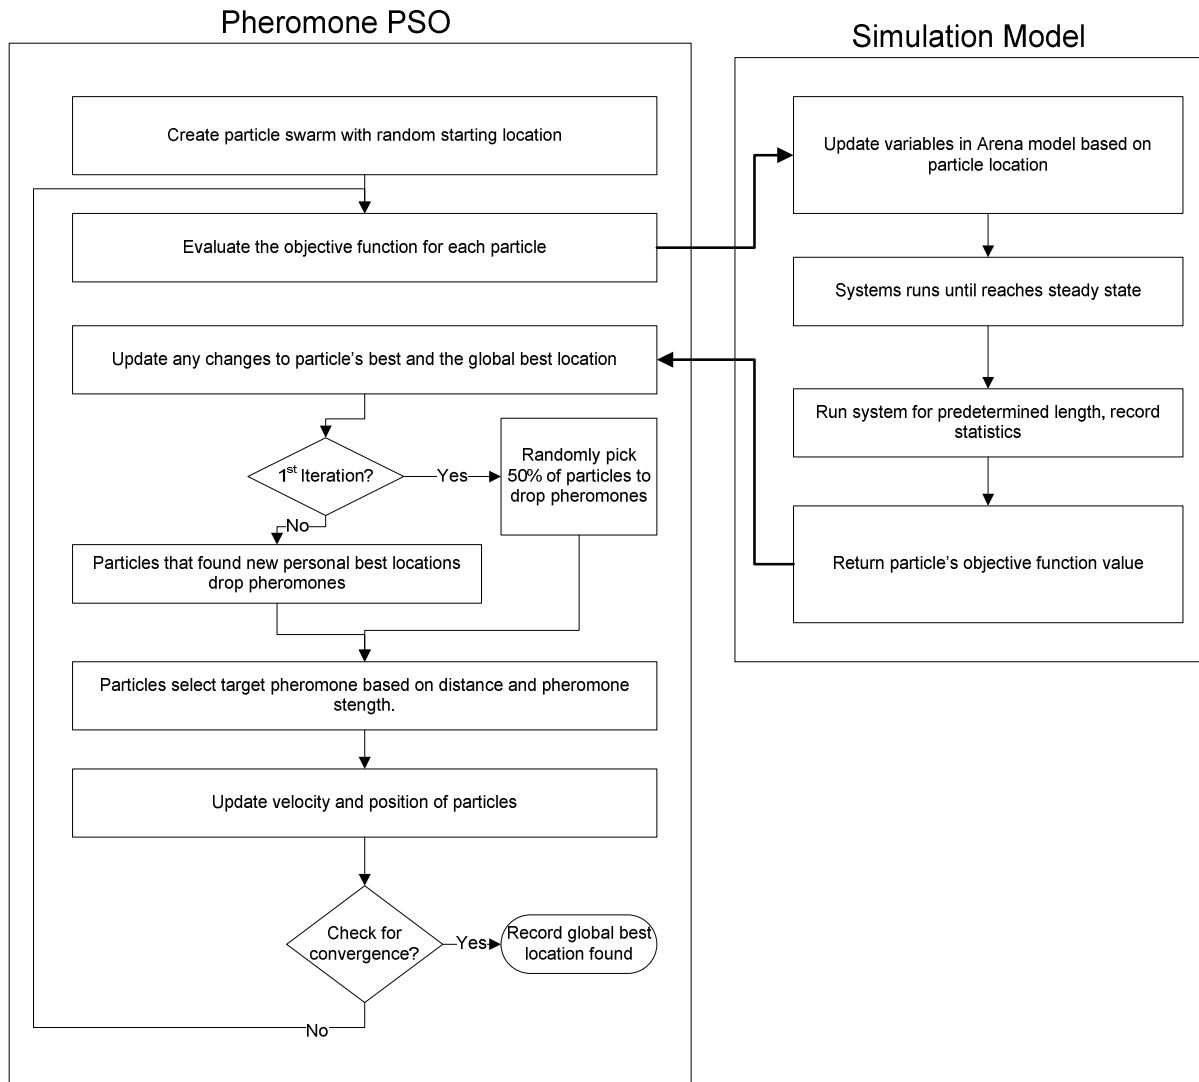 Pheromone PSO
Create particle swarm with random starting location
Evaluate the objective function for each particle
Update any changes to particle's best and the global best location
1st Iteration?
Yes
Randomly pick
50% of particles to
drop pheromones
No
Particles that found new personal best locations
drop pheromones
Particles select target pheromone based on distance and pheromone
stength.
Update velocity and position of particles
Check for
convergence?
Yes
Record global best
location found
No
Simulation Model
Update variables in Arena model based on
particle location
Systems runs until reaches steady state
Run system for predetermined length, record
statistics
Return particle's objective function value